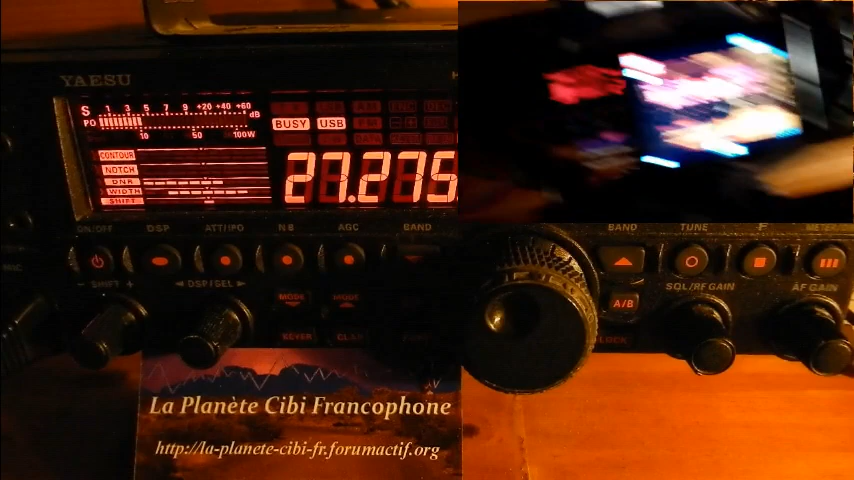 YAESU
S 1 3 5 7 9 +20 +40 +60 dB
PO 10 50 100W
BUSY USB
CONTOUR
NOTCH
DNR
WIDTH
SHIFT
27.275
ON/OFF DSP ATT/IPO NB AGC BAND
BAND TUNE
- SHIFT + ◄ DSP/SEL ►
MODE MODE
A/B
SQL/RF GAIN AF GAIN
La Planète Cibi Francophone
http://la-planete-cibi-fr.forumactif.org